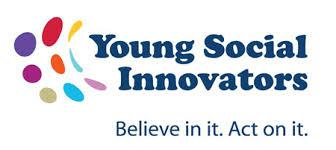 Young Social
Innovators
Believe in it. Act on it.